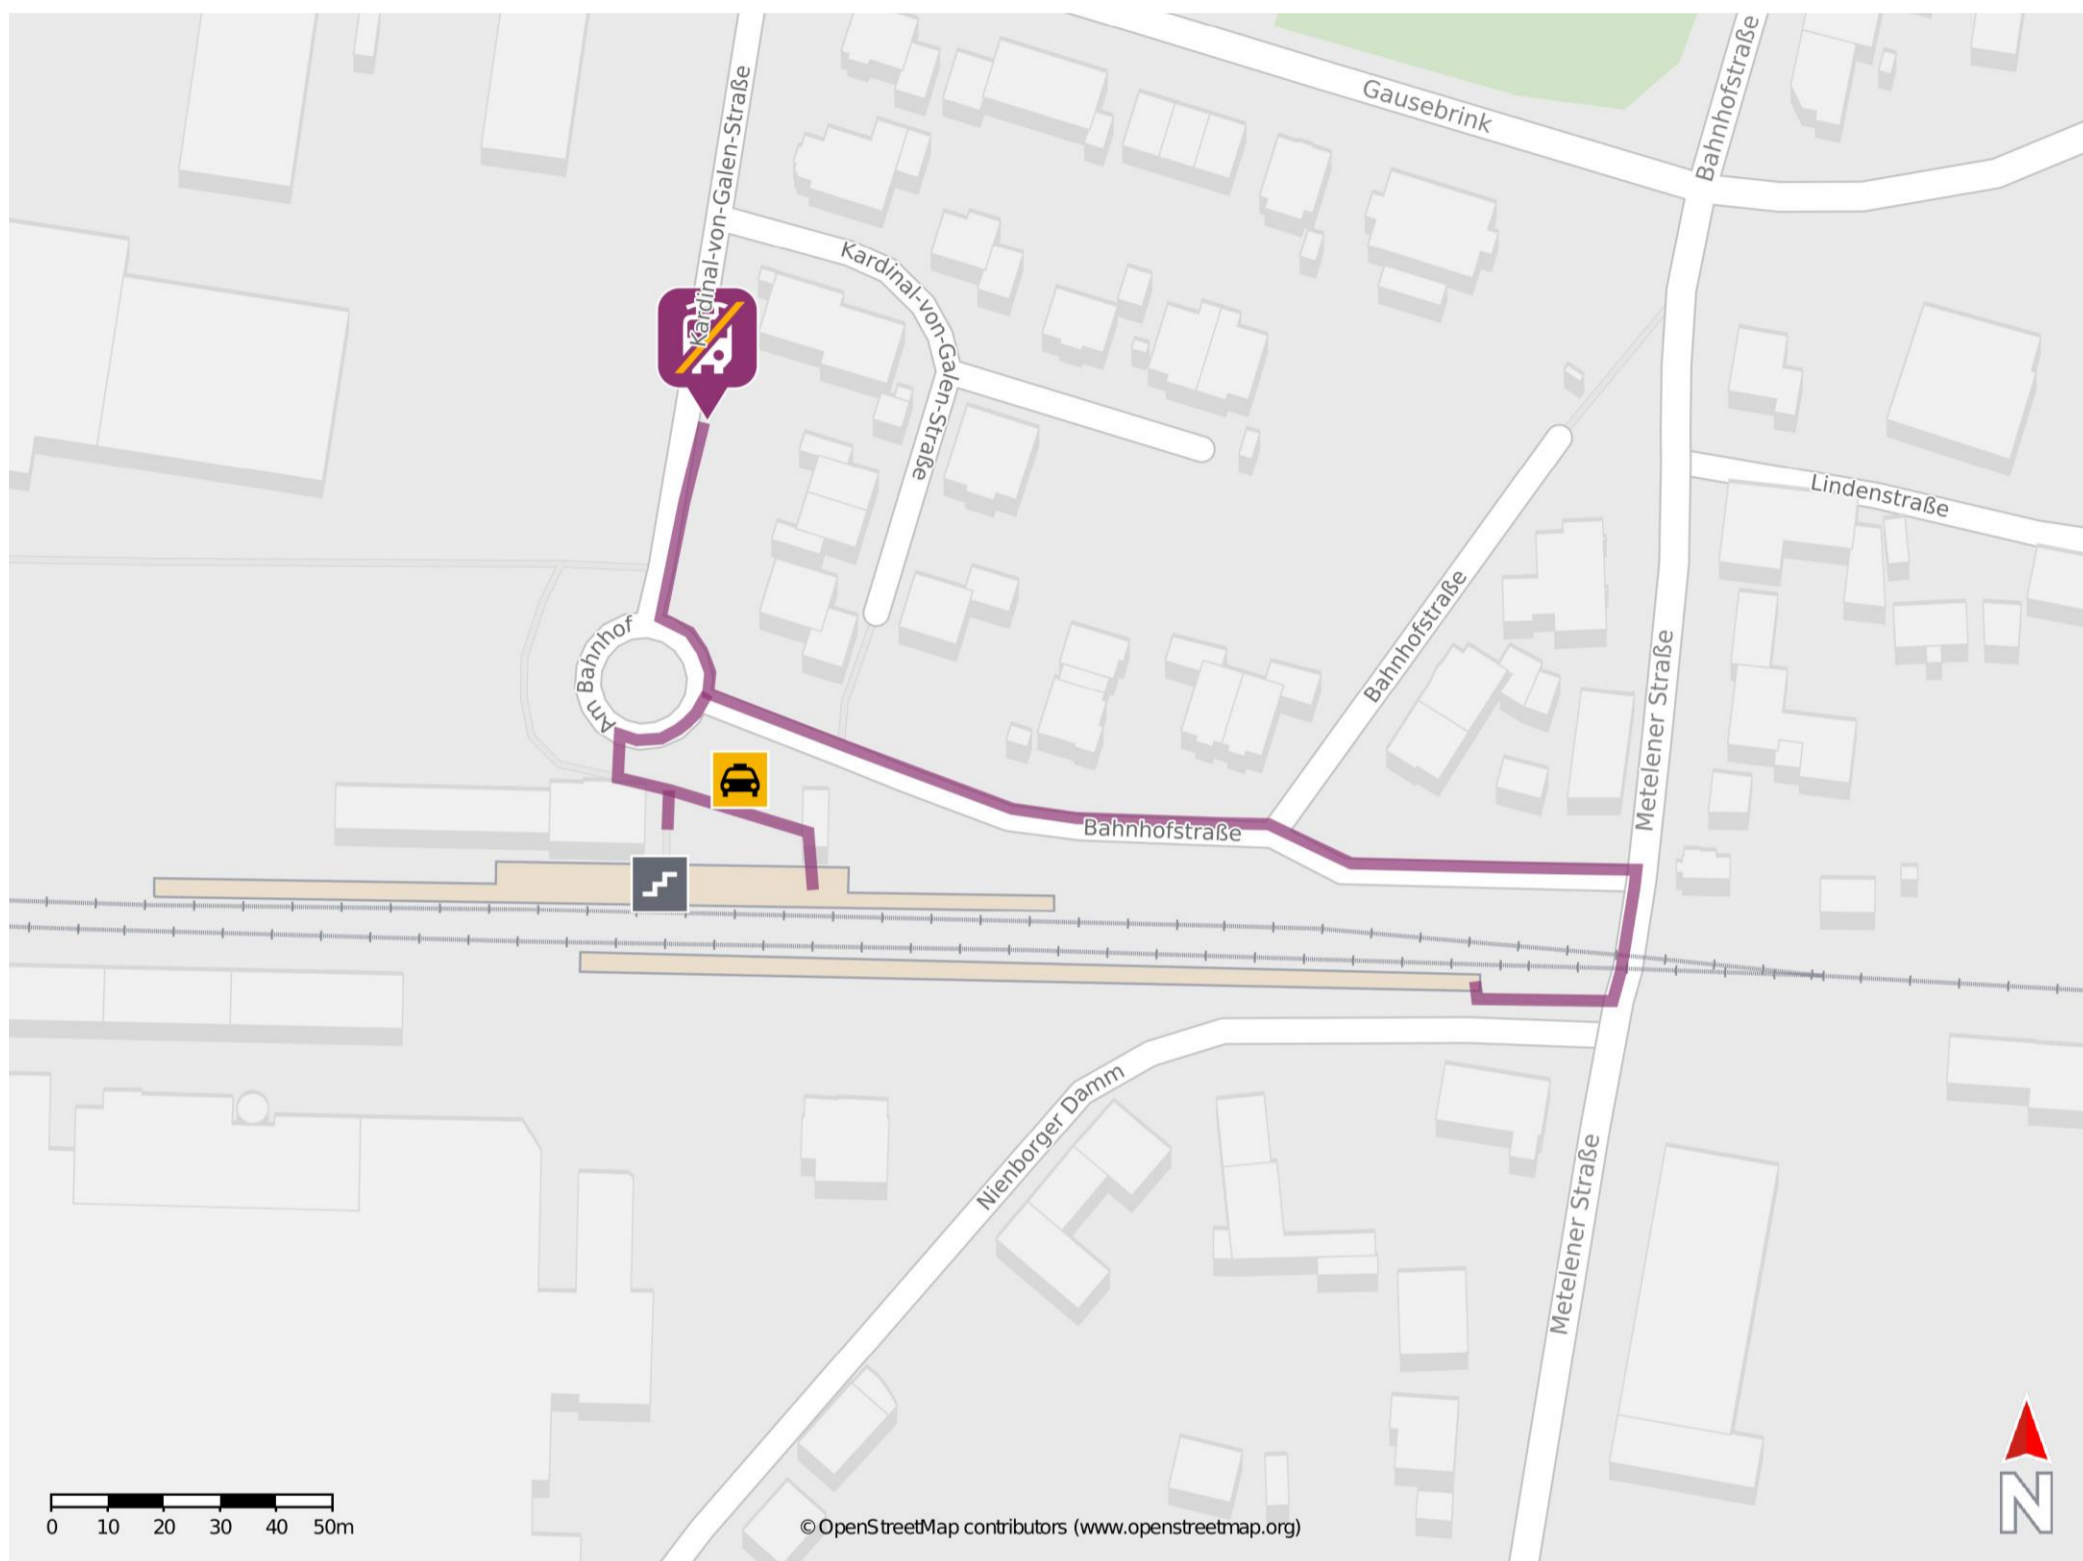 Kardinal-von-Galen-Straße
Gausebrink
Bahnhofstraße
Kardinal-von-Galen-Straße
Lindenstraße
Am Bahnhof
Bahnhofstraße
Metelener Straße
Bahnhofstraße
Nienborger Damm
Metelener Straße
0 10 20 30 40 50m
© OpenStreetMap contributors (www.openstreetmap.org)
N